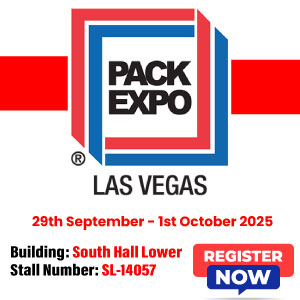 PACK
EXPO
®
LAS VEGAS
29th September - 1st October 2025
Building: South Hall Lower
Stall Number: SL-14057
REGISTER
NOW